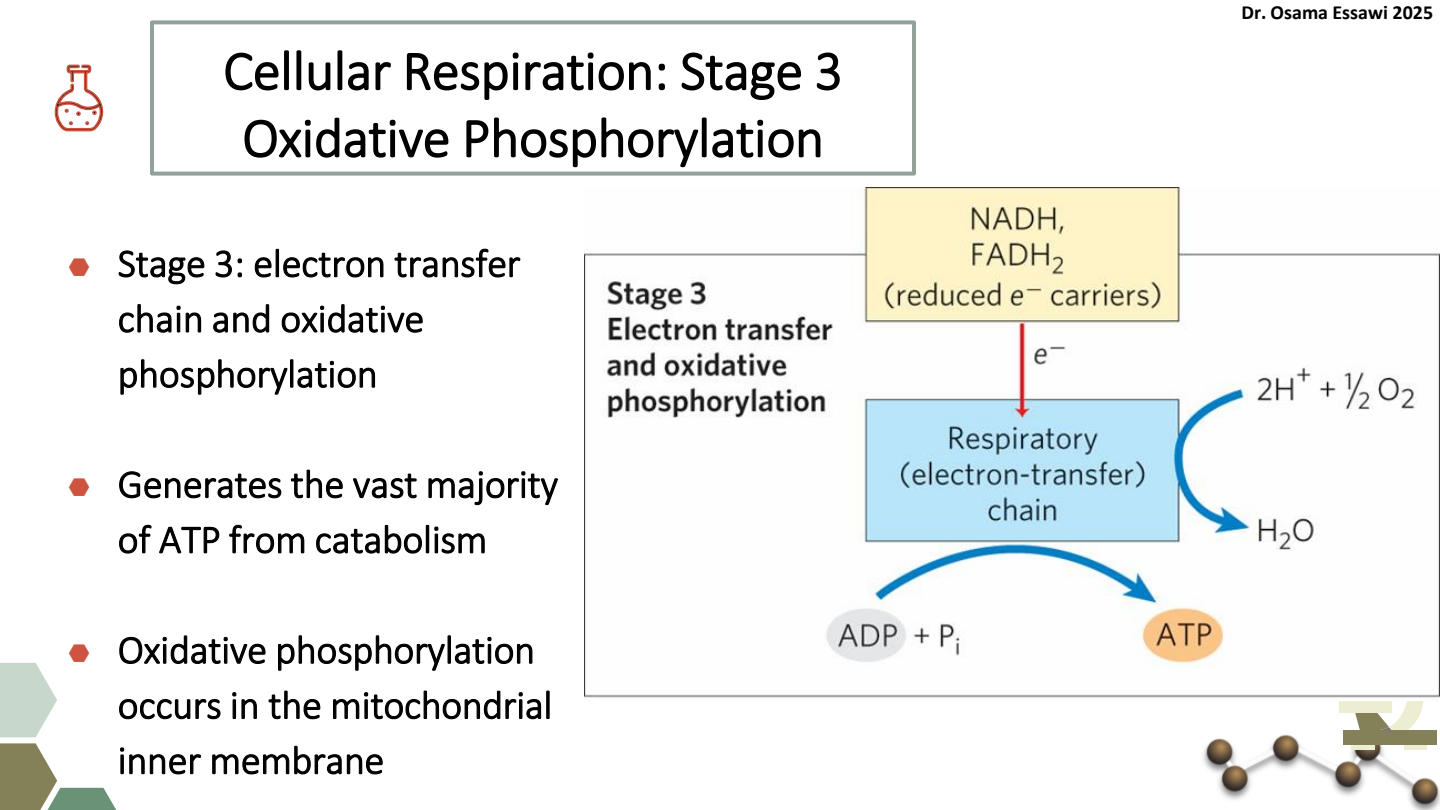 Dr. Osama Essawi 2025
Cellular Respiration: Stage 3
Oxidative Phosphorylation
Stage 3: electron transfer
chain and oxidative
phosphorylation
Generates the vast majority
of ATP from catabolism
Oxidative phosphorylation
occurs in the mitochondrial
inner membrane
NADH,
FADH₂
(reduced e⁻ carriers)
Stage 3
Electron transfer
and oxidative
phosphorylation
e⁻
2H⁺ + ½ O₂
Respiratory
(electron-transfer)
chain
H₂O
ADP + Pᵢ
ATP